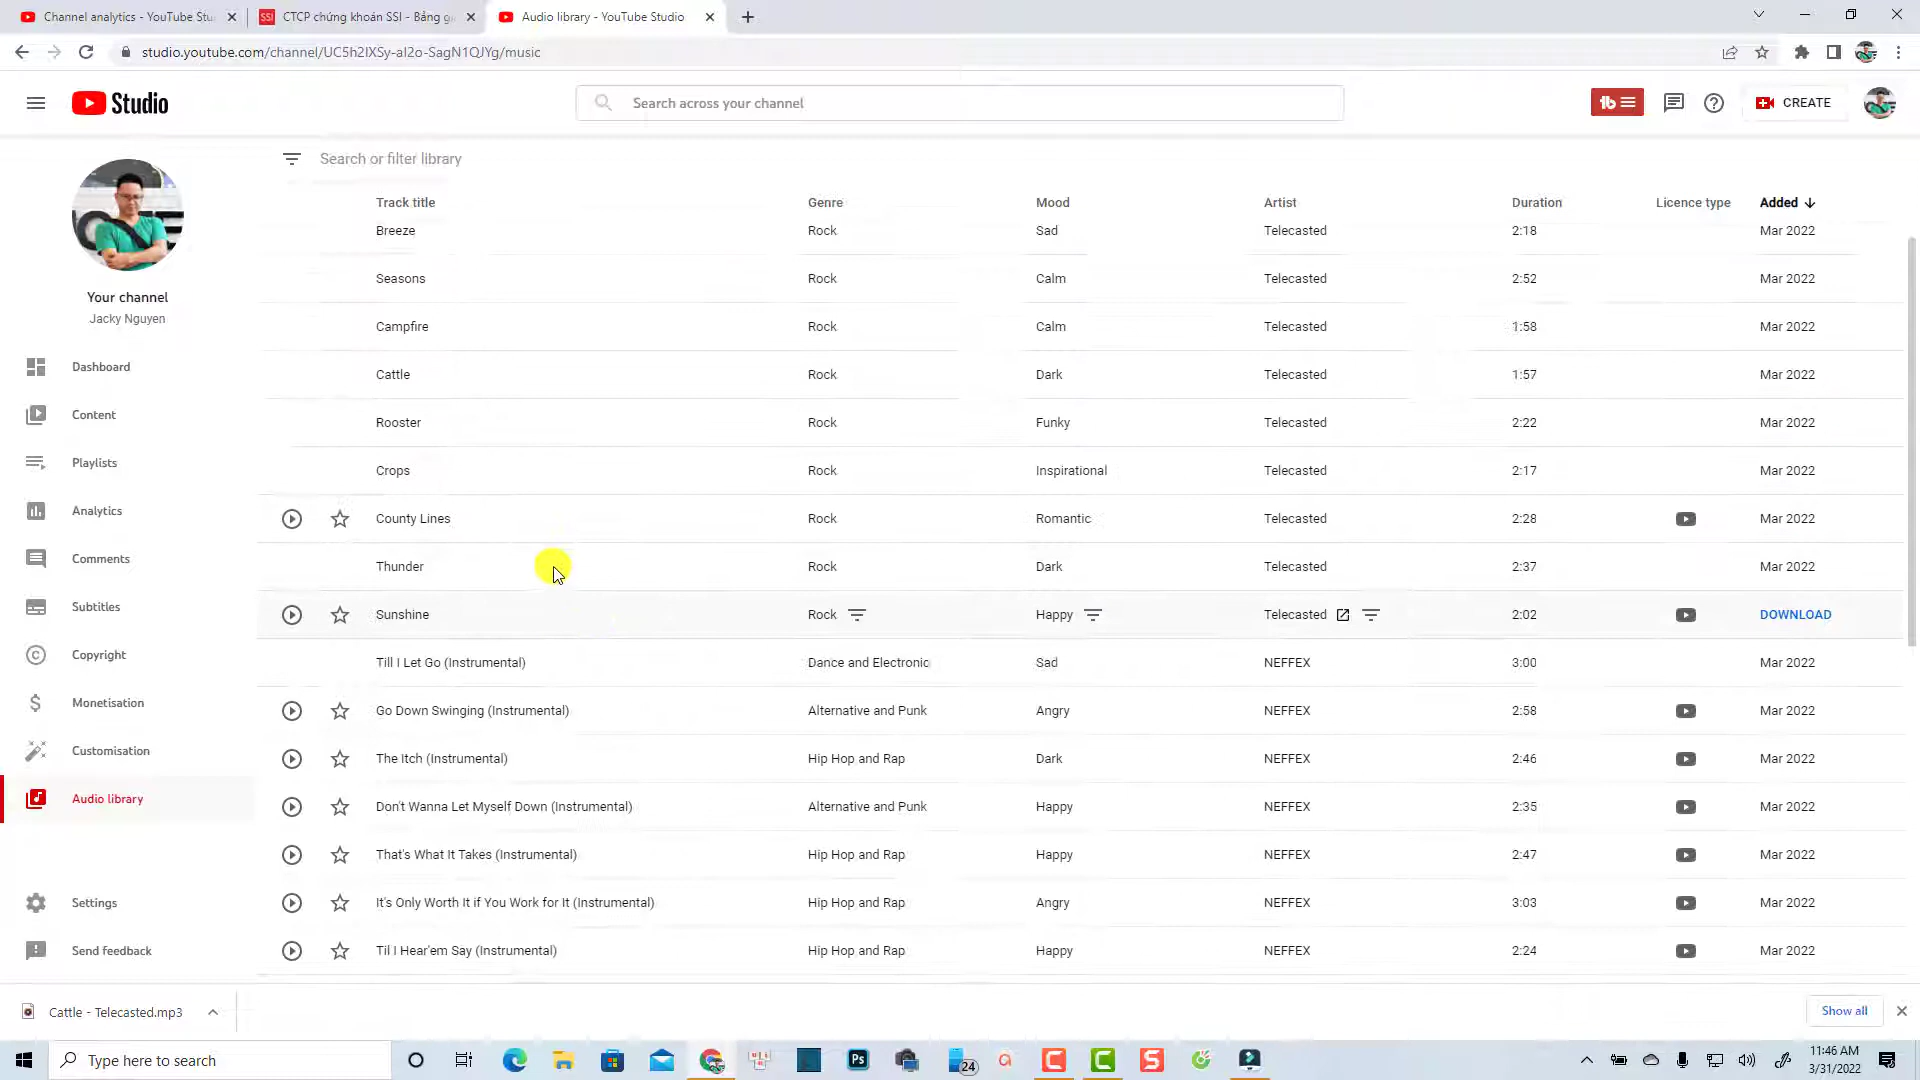 Channel analytics - YouTube Stu
CTCP chứng khoán SSI - Bảng gi
Audio library - YouTube Studio
studio.youtube.com/channel/UC5h2IXSy-aI2o-SagN1QJYg/music
Studio
Search across your channel
CREATE
Your channel
Jacky Nguyen
Dashboard
Content
Playlists
Analytics
Comments
Subtitles
Copyright
Monetisation
Customisation
Audio library
Settings
Send feedback
Search or filter library
Track title Genre Mood Artist Duration Licence type Added
Breeze Rock Sad Telecasted 2:18 Mar 2022
Seasons Rock Calm Telecasted 2:52 Mar 2022
Campfire Rock Calm Telecasted 1:58 Mar 2022
Cattle Rock Dark Telecasted 1:57 Mar 2022
Rooster Rock Funky Telecasted 2:22 Mar 2022
Crops Rock Inspirational Telecasted 2:17 Mar 2022
County Lines Rock Romantic Telecasted 2:28 Mar 2022
Thunder Rock Dark Telecasted 2:37 Mar 2022
Sunshine Rock Happy Telecasted 2:02 DOWNLOAD
Till I Let Go (Instrumental) Dance and Electronic Sad NEFFEX 3:00 Mar 2022
Go Down Swinging (Instrumental) Alternative and Punk Angry NEFFEX 2:58 Mar 2022
The Itch (Instrumental) Hip Hop and Rap Dark NEFFEX 2:46 Mar 2022
Don't Wanna Let Myself Down (Instrumental) Alternative and Punk Happy NEFFEX 2:35 Mar 2022
That's What It Takes (Instrumental) Hip Hop and Rap Happy NEFFEX 2:47 Mar 2022
It's Only Worth It if You Work for It (Instrumental) Hip Hop and Rap Angry NEFFEX 3:03 Mar 2022
Til I Hear'em Say (Instrumental) Hip Hop and Rap Happy NEFFEX 2:24 Mar 2022
Cattle - Telecasted.mp3
Show all
Type here to search
Ps
24
11:46 AM
3/31/2022